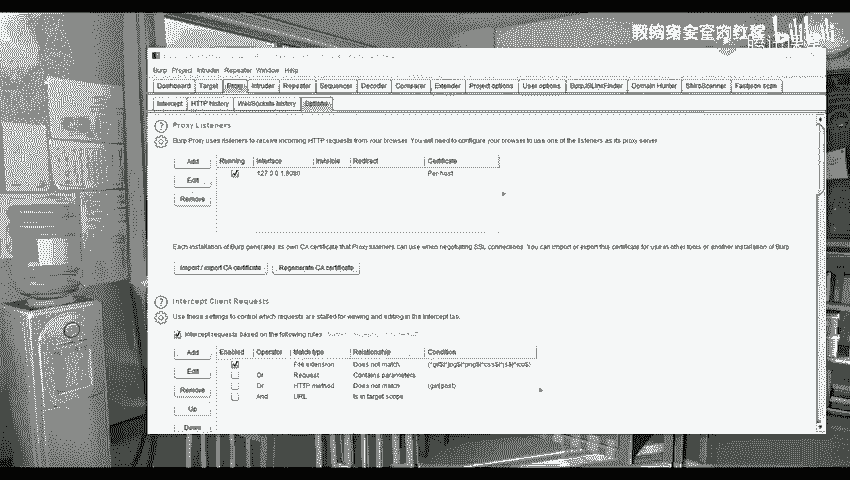 Burp Project Intruder Repeater Window Help
Dashboard Target Proxy Intruder Repeater Sequencer Decoder Comparer Extender Project options User options BurpJSLinkFinder Domain Hunter ShiroScanner Fastjson scan
Intercept HTTP history WebSockets history Options
Proxy Listeners
Burp Proxy uses listeners to receive incoming HTTP requests from your browser. You will need to configure your browser to use one of the listeners as its proxy server.
Add
Running Interface Invisible Redirect Certificate
127.0.0.1:8080 Per-host
Edit
Remove
Each installation of Burp generates its own CA certificate that Proxy listeners can use when negotiating SSL connections. You can import or export this certificate for use in other tools or another installation of Burp.
Import / export CA certificate Regenerate CA certificate
Intercept Client Requests
Use these settings to control which requests are stalled for viewing and editing in the Intercept tab.
Intercept requests based on the following rules:
Add
Enabled Operator Match type Relationship Condition
File extension Does not match
Edit
Or Request Contains parameters
Or HTTP method Does not match (get|post)
Remove
And URL Is in target scope
Up
Down
bilibili